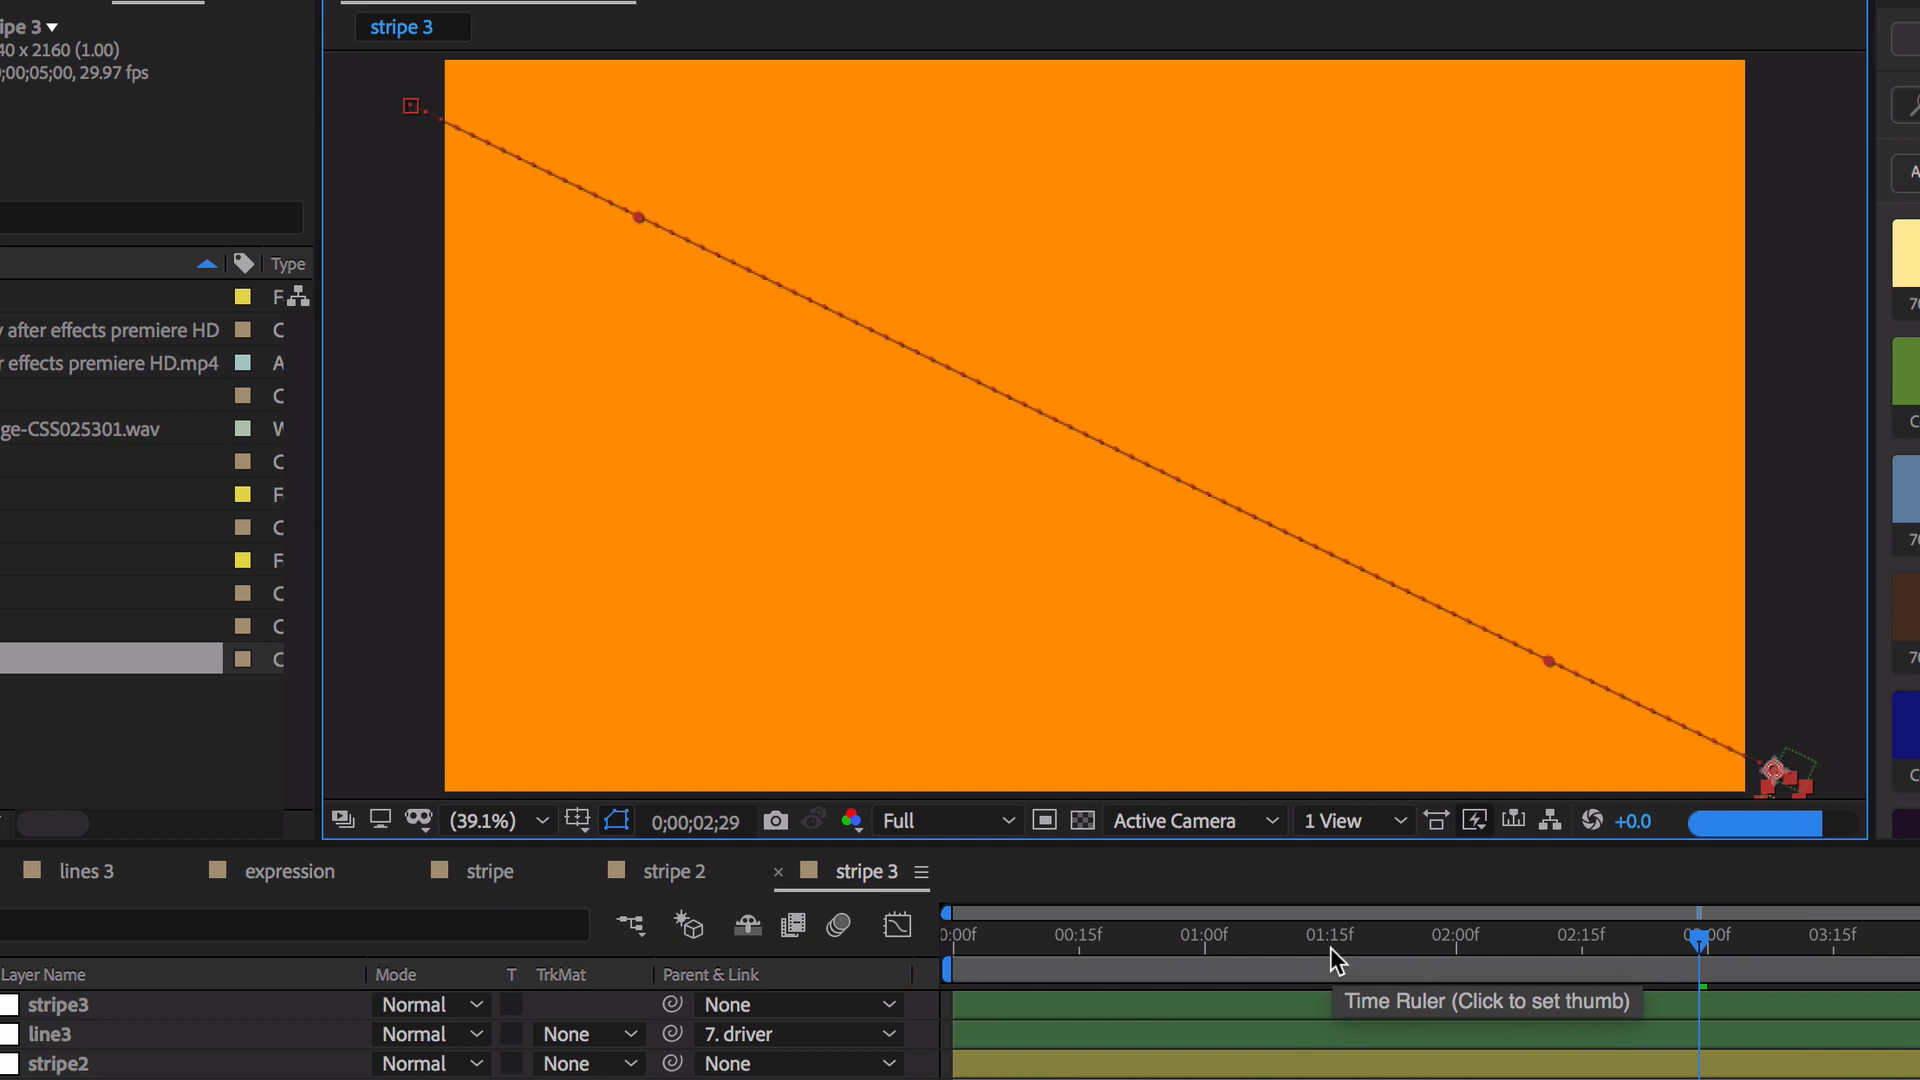 ipe 3
40 x 2160 (1.00)
;00;05;00, 29.97 fps
stripe 3
Type
F
y after effects premiere HD C
r effects premiere HD.mp4 A
C
ge-CSS025301.wav W
C
F
C
F
C
C
C
A
70
C
70
70
C
(39.1%)
0;00;02;29
Full
Active Camera
1 View
+0.0
lines 3
expression
stripe
stripe 2
× stripe 3
0:00f 00:15f 01:00f 01:15f 02:00f 02:15f 03:15f
Layer Name Mode T TrkMat Parent & Link
stripe3 Normal None
Time Ruler (Click to set thumb)
line3 Normal None 7. driver
stripe2 Normal None None